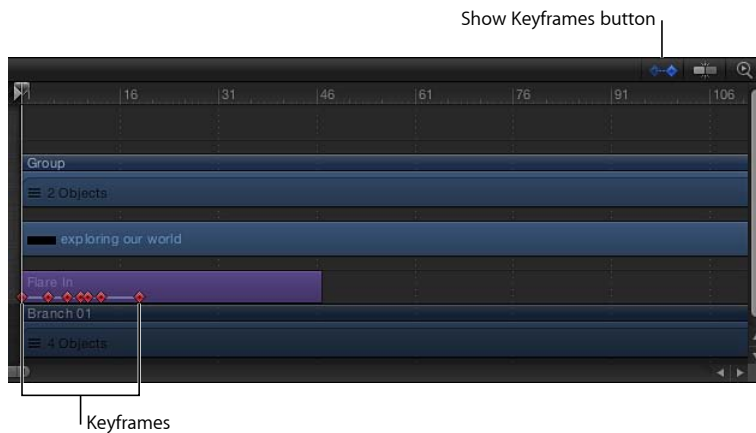 Show Keyframes button
1 16 31 46 61 76 91 106
Group
2 Objects
exploring our world
Flare In
Branch 01
4 Objects
Keyframes